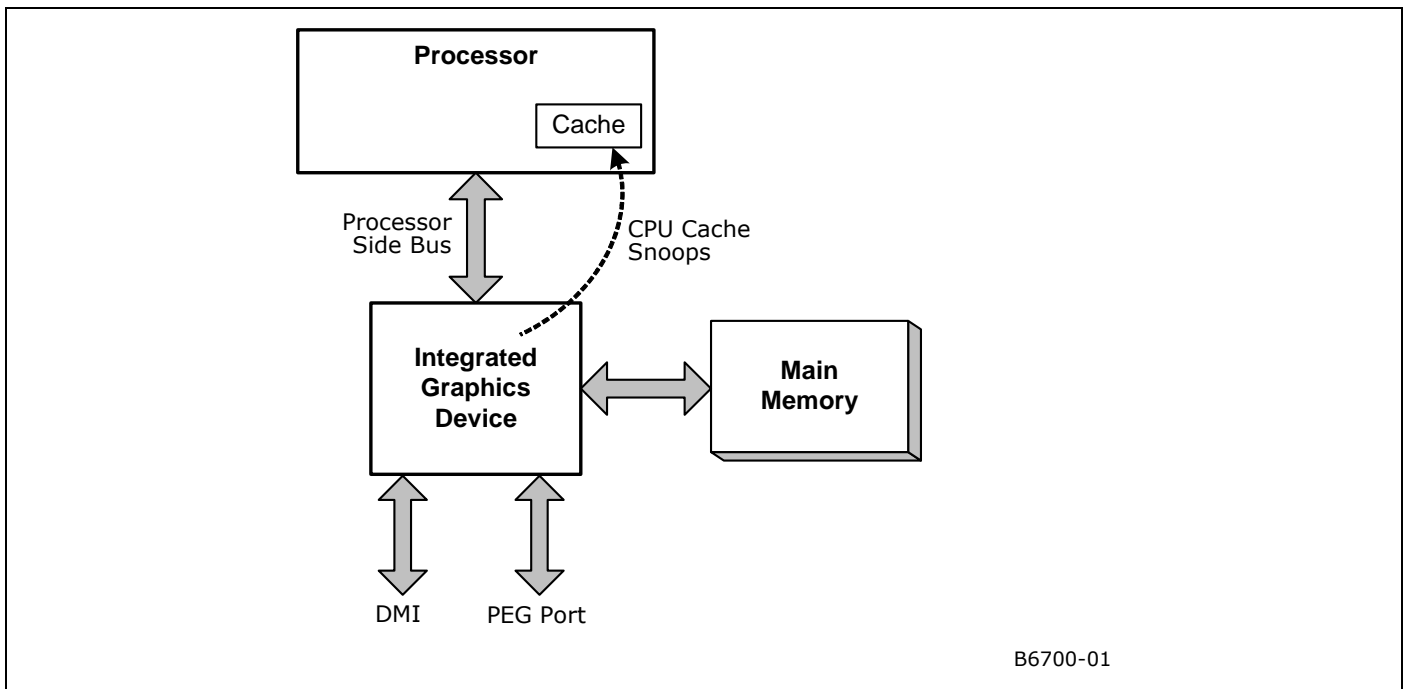 Processor
Cache
Processor
Side Bus
CPU Cache
Snoops
Integrated
Graphics
Device
Main
Memory
DMI
PEG Port
B6700-01